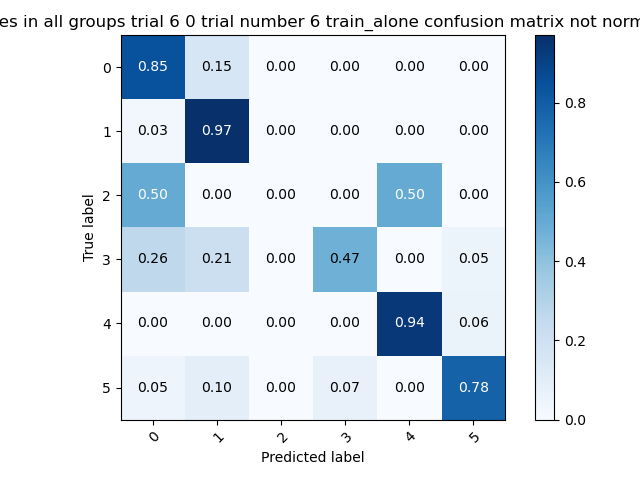 es in all groups trial 6 0 trial number 6 train_alone confusion matrix not norm
0 0.85 0.15 0.00 0.00 0.00 0.00
1 0.03 0.97 0.00 0.00 0.00 0.00
2 0.50 0.00 0.00 0.00 0.50 0.00
3 0.26 0.21 0.00 0.47 0.00 0.05
4 0.00 0.00 0.00 0.00 0.94 0.06
5 0.05 0.10 0.00 0.07 0.00 0.78
0 1 2 3 4 5
True label
Predicted label
0.8
0.6
0.4
0.2
0.0